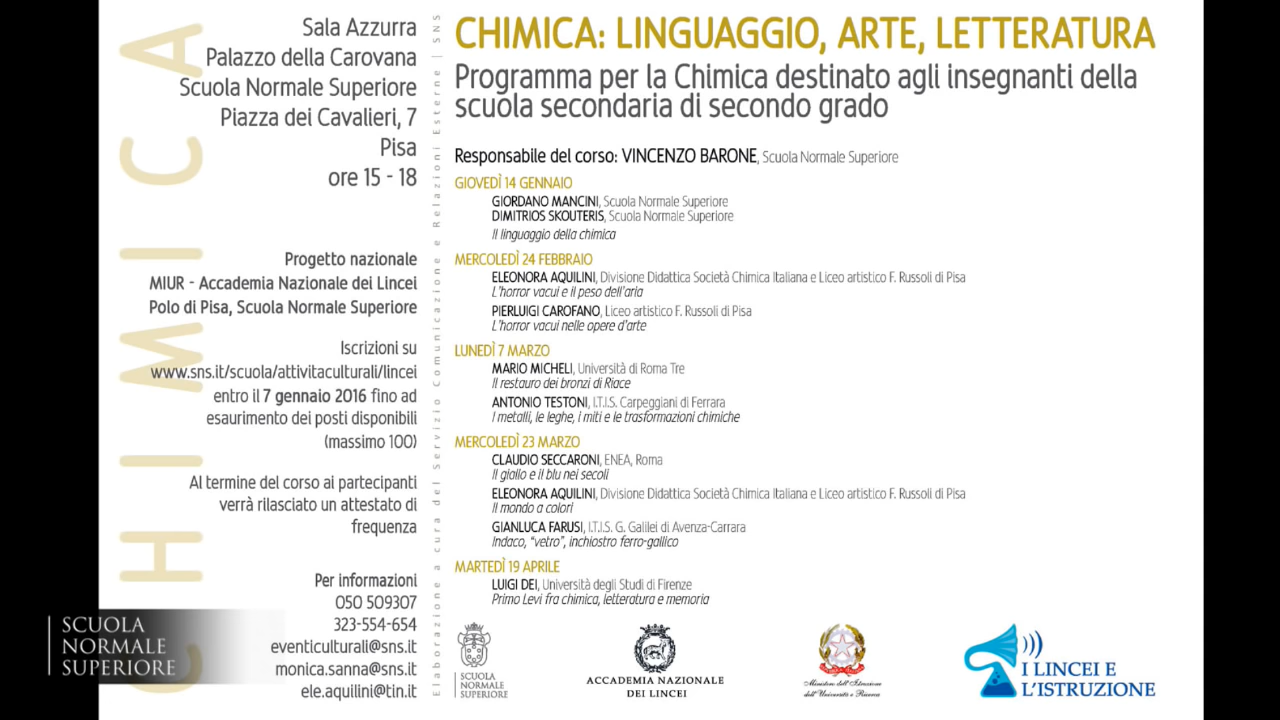 CHIMICA
Sala Azzurra
Palazzo della Carovana
Scuola Normale Superiore
Piazza dei Cavalieri, 7
Pisa
ore 15 - 18
Progetto nazionale
MIUR - Accademia Nazionale dei Lincei
Polo di Pisa, Scuola Normale Superiore
Iscrizioni su
www.sns.it/scuola/attivitaculturali/lincei
entro il 7 gennaio 2016 fino ad
esaurimento dei posti disponibili
(massimo 100)
Al termine del corso ai partecipanti
verrà rilasciato un attestato di
frequenza
Per informazioni
050 509307
323-554-654
eventiculturali@sns.it
monica.sanna@sns.it
ele.aquilini@tin.it
SCUOLA
NORMALE
SUPERIORE
Elaborazione a cura del Servizio Comunicazione e Relazioni Esterne | SNS
CHIMICA: LINGUAGGIO, ARTE, LETTERATURA
Programma per la Chimica destinato agli insegnanti della
scuola secondaria di secondo grado
Responsabile del corso: VINCENZO BARONE, Scuola Normale Superiore
GIOVEDÌ 14 GENNAIO
GIORDANO MANCINI, Scuola Normale Superiore
DIMITRIOS SKOUTERIS, Scuola Normale Superiore
Il linguaggio della chimica
MERCOLEDÌ 24 FEBBRAIO
ELEONORA AQUILINI, Divisione Didattica Società Chimica Italiana e Liceo artistico F. Russoli di Pisa
L'horror vacui e il peso dell'aria
PIERLUIGI CAROFANO, Liceo artistico F. Russoli di Pisa
L'horror vacui nelle opere d'arte
LUNEDÌ 7 MARZO
MARIO MICHELI, Università di Roma Tre
Il restauro dei bronzi di Riace
ANTONIO TESTONI, I.T.I.S. Carpeggiani di Ferrara
I metalli, le leghe, i miti e le trasformazioni chimiche
MERCOLEDÌ 23 MARZO
CLAUDIO SECCARONI, ENEA, Roma
Il giallo e il blu nei secoli
ELEONORA AQUILINI, Divisione Didattica Società Chimica Italiana e Liceo artistico F. Russoli di Pisa
Il mondo a colori
GIANLUCA FARUSI, I.T.I.S. G. Galilei di Avenza-Carrara
Indaco, "vetro", inchiostro ferro-gallico
MARTEDÌ 19 APRILE
LUIGI DEI, Università degli Studi di Firenze
Primo Levi fra chimica, letteratura e memoria
SCUOLA
NORMALE
SUPERIORE
ACCADEMIA NAZIONALE
DEI LINCEI
Ministero dell'Istruzione
dell'Università e Ricerca
I LINCEI E
L'ISTRUZIONE